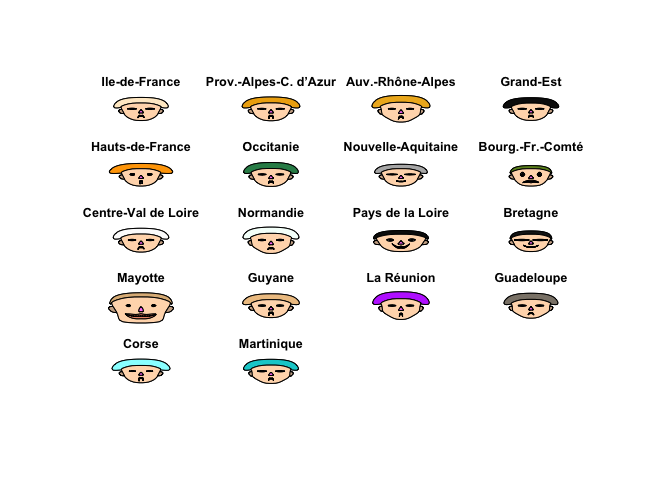 Ile-de-France Prov.-Alpes-C. d'Azur Auv.-Rhône-Alpes Grand-Est
Hauts-de-France Occitanie Nouvelle-Aquitaine Bourg.-Fr.-Comté
Centre-Val de Loire Normandie Pays de la Loire Bretagne
Mayotte Guyane La Réunion Guadeloupe
Corse Martinique